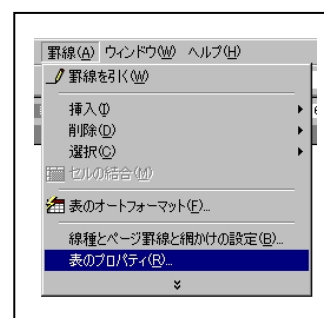 罫線(A) ウィンドウ(W) ヘルプ(H)
罫線を引く(W)
挿入(I)
削除(D)
選択(C)
セルの結合(M)
表のオートフォーマット(F)...
線種とページ罫線と網かけの設定(B)...
表のプロパティ(R)...